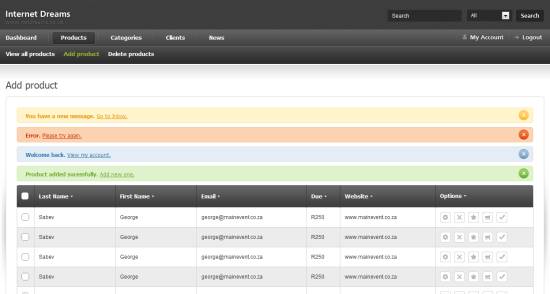 Internet Dreams
Search All Search
Dashboard Products Categories Clients News My Account Logout
View all products Add product Delete products
Add product
You have a new message. Go to Inbox.
Error. Please try again.
Welcome back. View my account.
Product added sucessfully. Add new one.
Last Name First Name Email Due Website Options
Sabev George george@mainevent.co.za R250 www.mainevent.co.za
Sabev George george@mainevent.co.za R250 www.mainevent.co.za
Sabev George george@mainevent.co.za R250 www.mainevent.co.za
Sabev George george@mainevent.co.za R250 www.mainevent.co.za